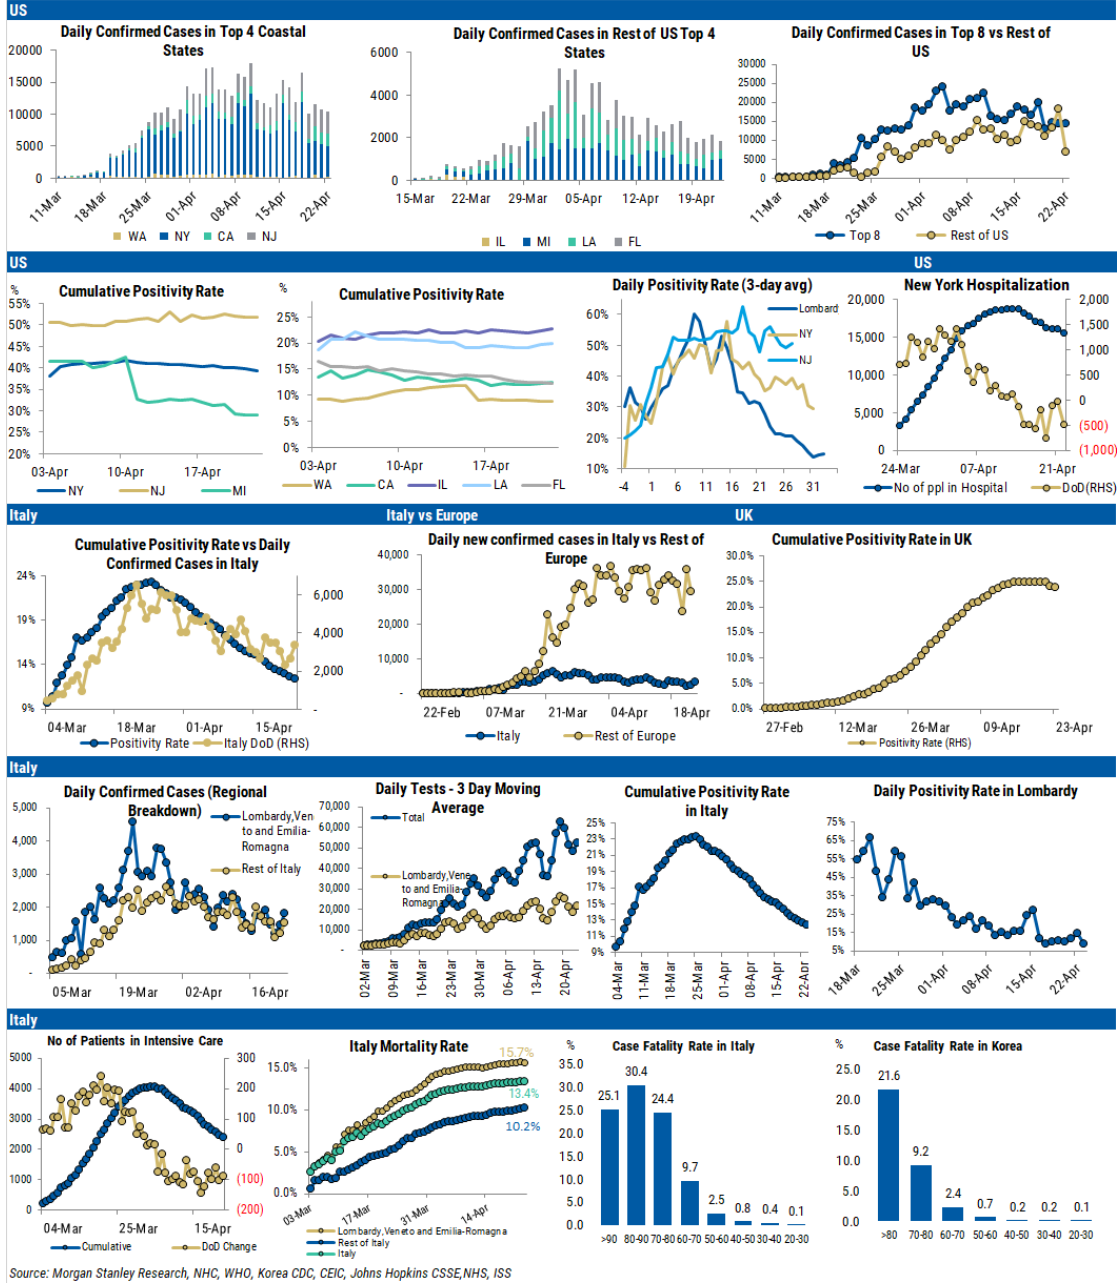 US
Daily Confirmed Cases in Top 4 Coastal
States
20000
15000
10000
5000
0
11-Mar
18-Mar
25-Mar
01-Apr
08-Apr
15-Apr
22-Apr
WA NY CA NJ
Daily Confirmed Cases in Rest of US Top 4
States
6000
4000
2000
0
15-Mar
22-Mar
29-Mar
05-Apr
12-Apr
19-Apr
IL MI LA FL
Daily Confirmed Cases in Top 8 vs Rest of
US
30000
25000
20000
15000
10000
5000
0
11-Mar
18-Mar
25-Mar
01-Apr
08-Apr
15-Apr
22-Apr
Top 8 Rest of US
US US
% Cumulative Positivity Rate
55%
50%
45%
40%
35%
30%
25%
20%
03-Apr 10-Apr 17-Apr
NY NJ MI
% Cumulative Positivity Rate
25%
20%
15%
10%
5%
0%
03-Apr 10-Apr 17-Apr
WA CA IL LA FL
Daily Positivity Rate (3-day avg)
60%
50%
40%
30%
20%
10%
-4 1 6 11 16 21 26 31
Lombard
NY
NJ
New York Hospitalization
20,000
15,000
10,000
5,000
0
2,000
1,500
1,000
500
0
(500)
(1,000)
24-Mar 07-Apr 21-Apr
No of ppl in Hospital DoD(RHS)
Italy Italy vs Europe UK
Cumulative Positivity Rate vs Daily
Confirmed Cases in Italy
24%
19%
14%
9%
6,000
4,000
2,000
-
04-Mar 18-Mar 01-Apr 15-Apr
Positivity Rate Italy DoD (RHS)
Daily new confirmed cases in Italy vs Rest of
Europe
40,000
30,000
20,000
10,000
-
22-Feb 07-Mar 21-Mar 04-Apr 18-Apr
Italy Rest of Europe
Cumulative Positivity Rate in UK
30.0%
25.0%
20.0%
15.0%
10.0%
5.0%
0.0%
27-Feb 12-Mar 26-Mar 09-Apr 23-Apr
Positivity Rate (RHS)
Italy
Daily Confirmed Cases (Regional
Breakdown)
5,000
4,000
3,000
2,000
1,000
-
05-Mar 19-Mar 02-Apr 16-Apr
Lombardy,Ven
to and Emilia-
Romagna
Rest of Italy
Daily Tests - 3 Day Moving
Average
70,000
60,000
50,000
40,000
30,000
20,000
10,000
-
Total
Lombardy,Vene
to and Emilia-
Romagna
02-Mar
09-Mar
16-Mar
23-Mar
30-Mar
06-Apr
13-Apr
20-Apr
Cumulative Positivity Rate
in Italy
25%
23%
21%
19%
17%
15%
13%
11%
9%
04-Mar
11-Mar
18-Mar
25-Mar
01-Apr
08-Apr
15-Apr
22-Apr
Daily Positivity Rate in Lombardy
75%
65%
55%
45%
35%
25%
15%
5%
18-Mar
25-Mar
01-Apr
08-Apr
15-Apr
22-Apr
Italy
No of Patients in Intensive Care
5000
4000
3000
2000
1000
0
300
200
100
0
(100)
(200)
04-Mar 25-Mar 15-Apr
Cumulative DoD Change
Italy Mortality Rate
15.0%
10.0%
5.0%
0.0%
15.7%
13.4%
10.2%
03-Mar
17-Mar
31-Mar
14-Apr
Lombardy,Veneto and Emilia-Romagna
Rest of Italy
Italy
% Case Fatality Rate in Italy
35.0
30.0
25.0
20.0
15.0
10.0
5.0
0.0
25.1 30.4 24.4 9.7 2.5 0.8 0.4 0.1
>90 80-90 70-80 60-70 50-60 40-50 30-40 20-30
% Case Fatality Rate in Korea
25.0
20.0
15.0
10.0
5.0
0.0
21.6 9.2 2.4 0.7 0.2 0.2 0.1
>80 70-80 60-70 50-60 40-50 30-40 20-30
Source: Morgan Stanley Research, NHC, WHO, Korea CDC, CEIC, Johns Hopkins CSSE,NHS, ISS